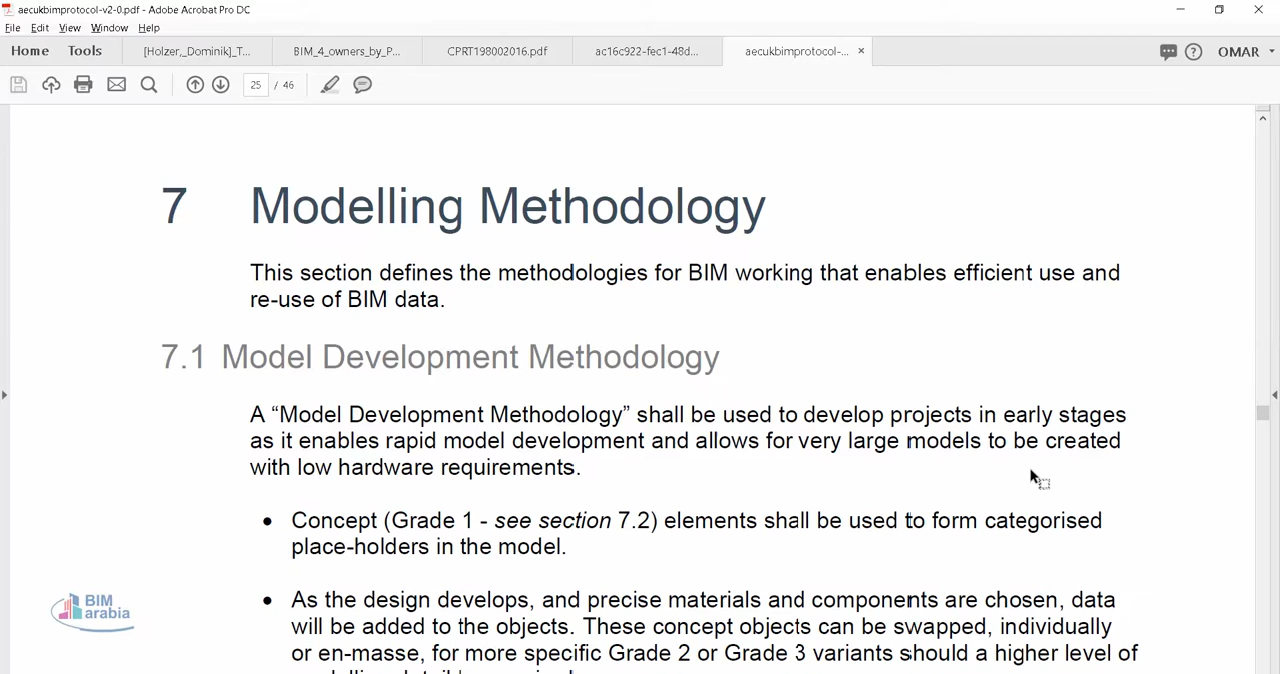 aecukbimprotocol-v2-0.pdf - Adobe Acrobat Pro DC
File Edit View Window Help
Home Tools [Holzer,_Dominik]_T... BIM_4_owners_by_P... CPRT198002016.pdf ac16c922-fec1-48d... aecukbimprotocol-... × OMAR
25 / 46
7 Modelling Methodology
This section defines the methodologies for BIM working that enables efficient use and
re-use of BIM data.
7.1 Model Development Methodology
A “Model Development Methodology” shall be used to develop projects in early stages
as it enables rapid model development and allows for very large models to be created
with low hardware requirements.
• Concept (Grade 1 - see section 7.2) elements shall be used to form categorised
place-holders in the model.
• As the design develops, and precise materials and components are chosen, data
will be added to the objects. These concept objects can be swapped, individually
or en-masse, for more specific Grade 2 or Grade 3 variants should a higher level of
BIM
arabia